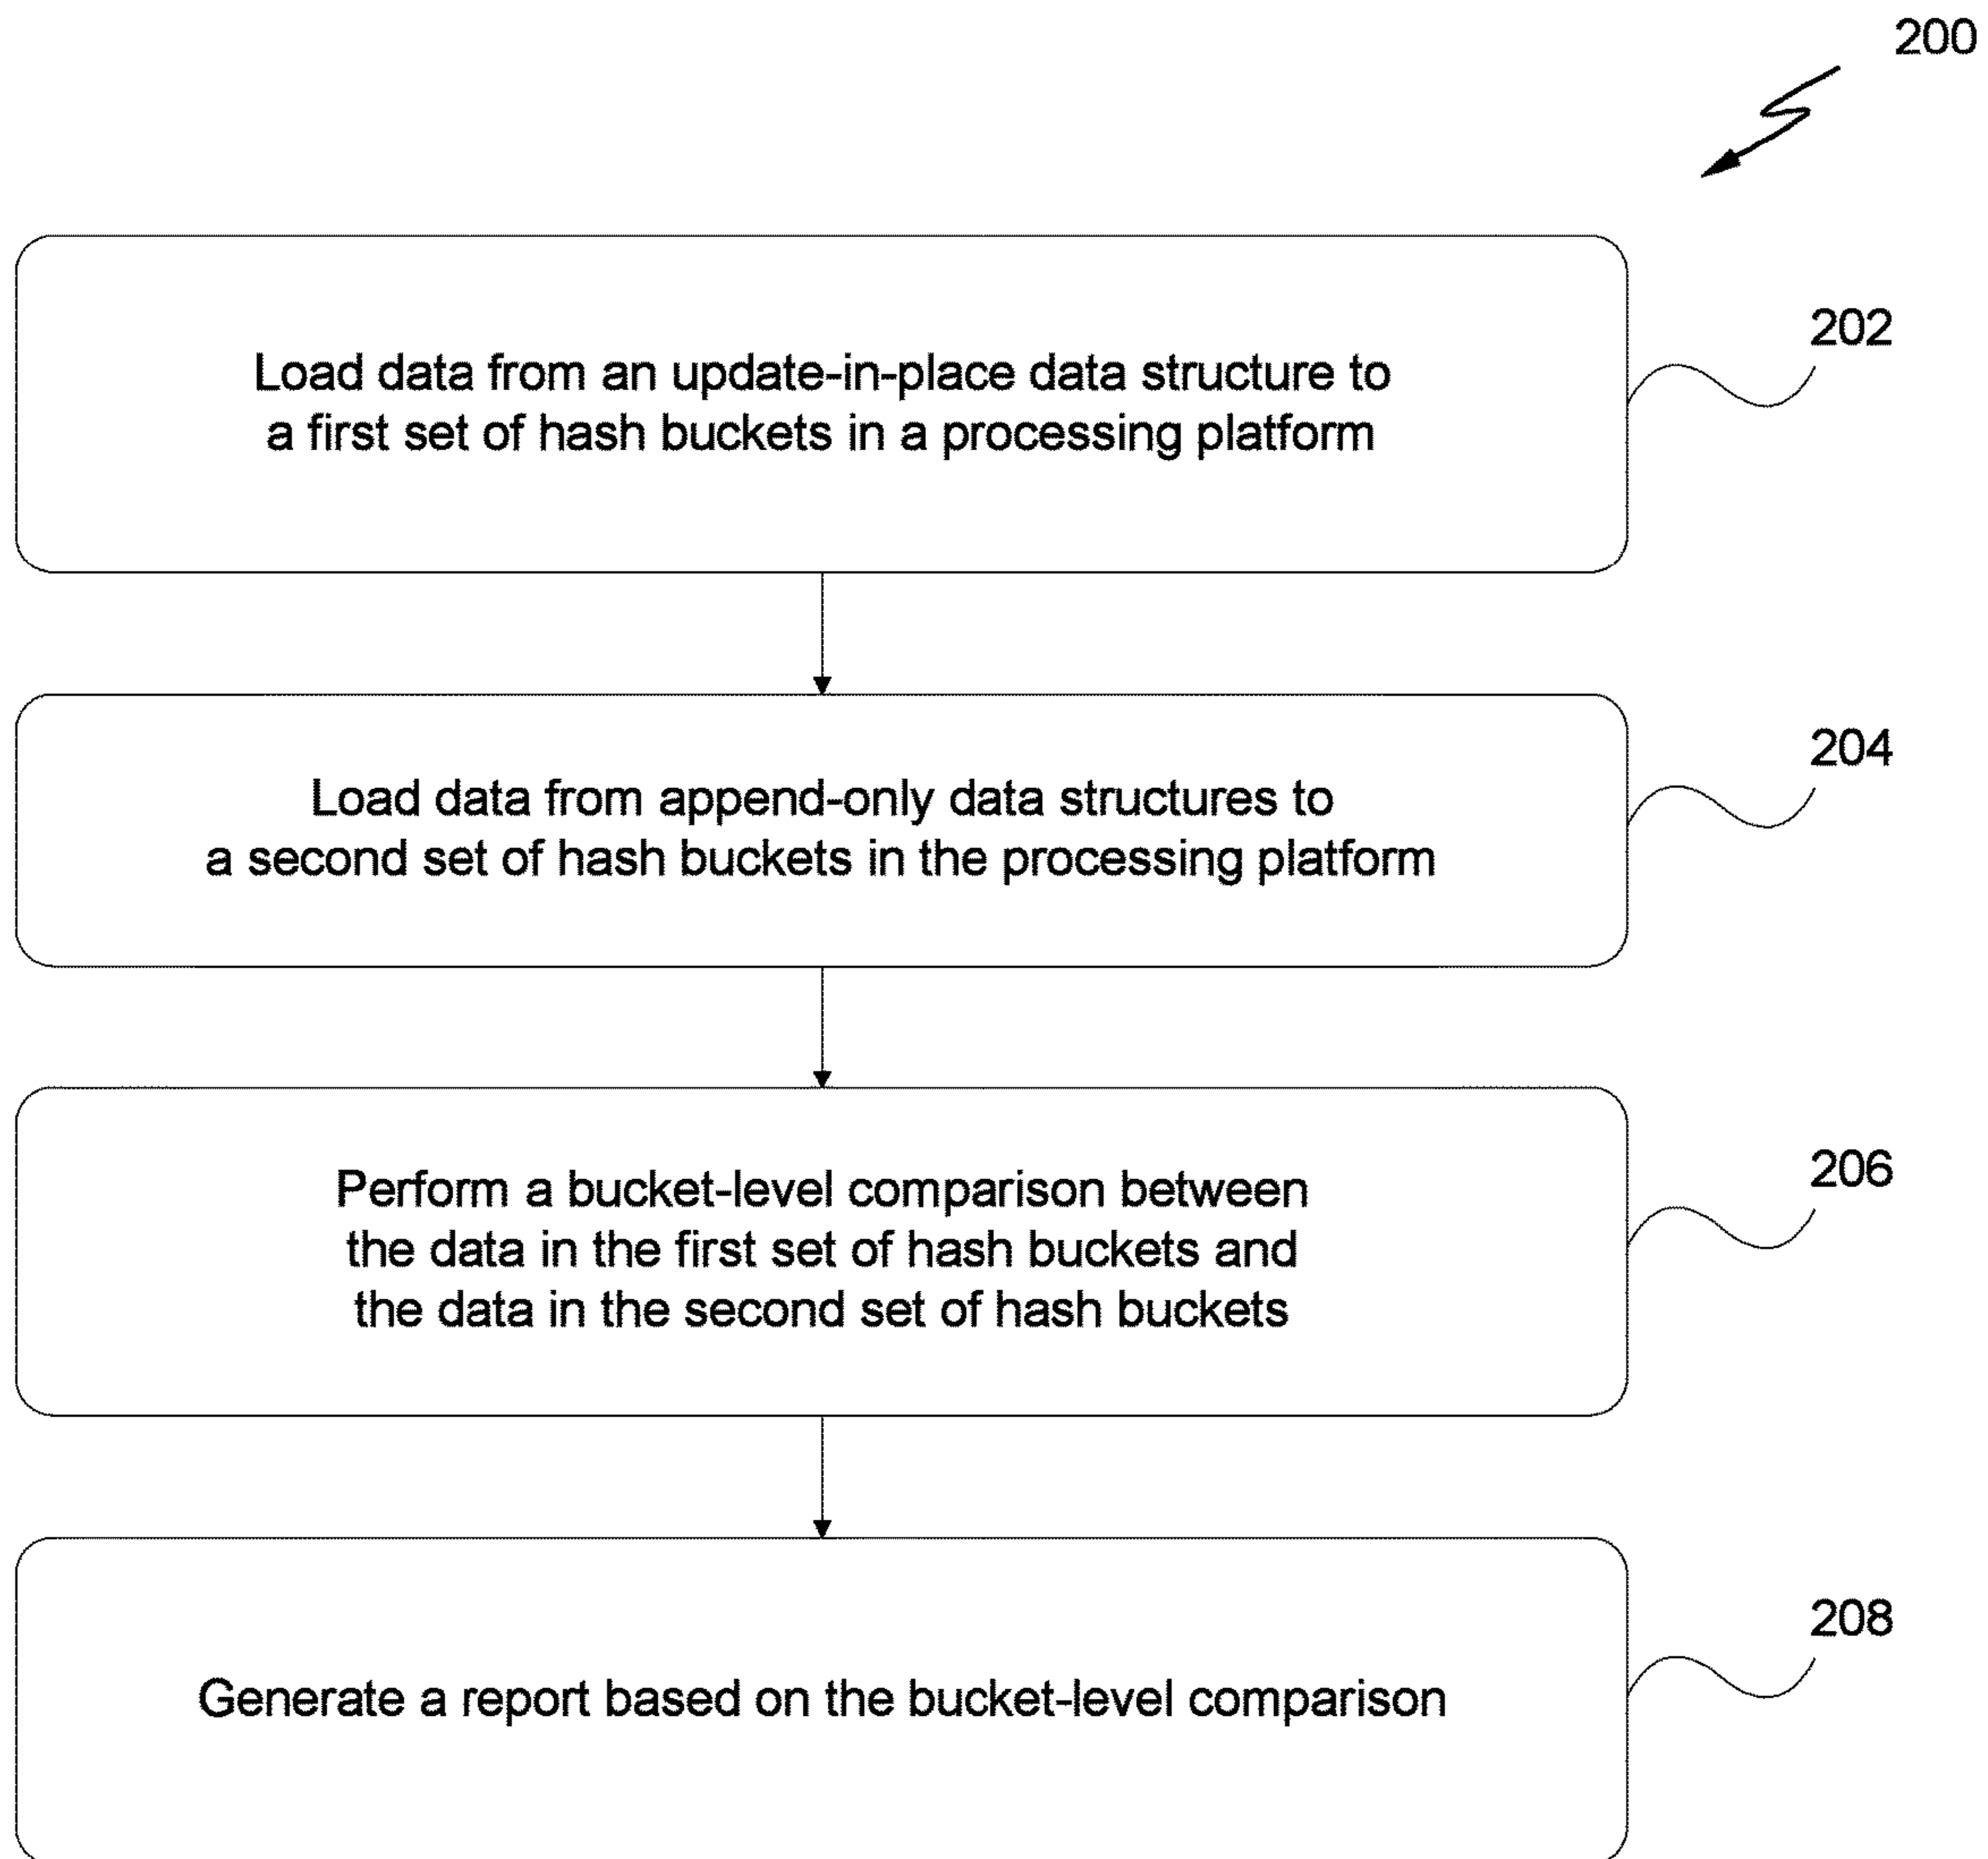 200
Load data from an update-in-place data structure to
a first set of hash buckets in a processing platform
202
Load data from append-only data structures to
a second set of hash buckets in the processing platform
204
Perform a bucket-level comparison between
the data in the first set of hash buckets and
the data in the second set of hash buckets
206
Generate a report based on the bucket-level comparison
208